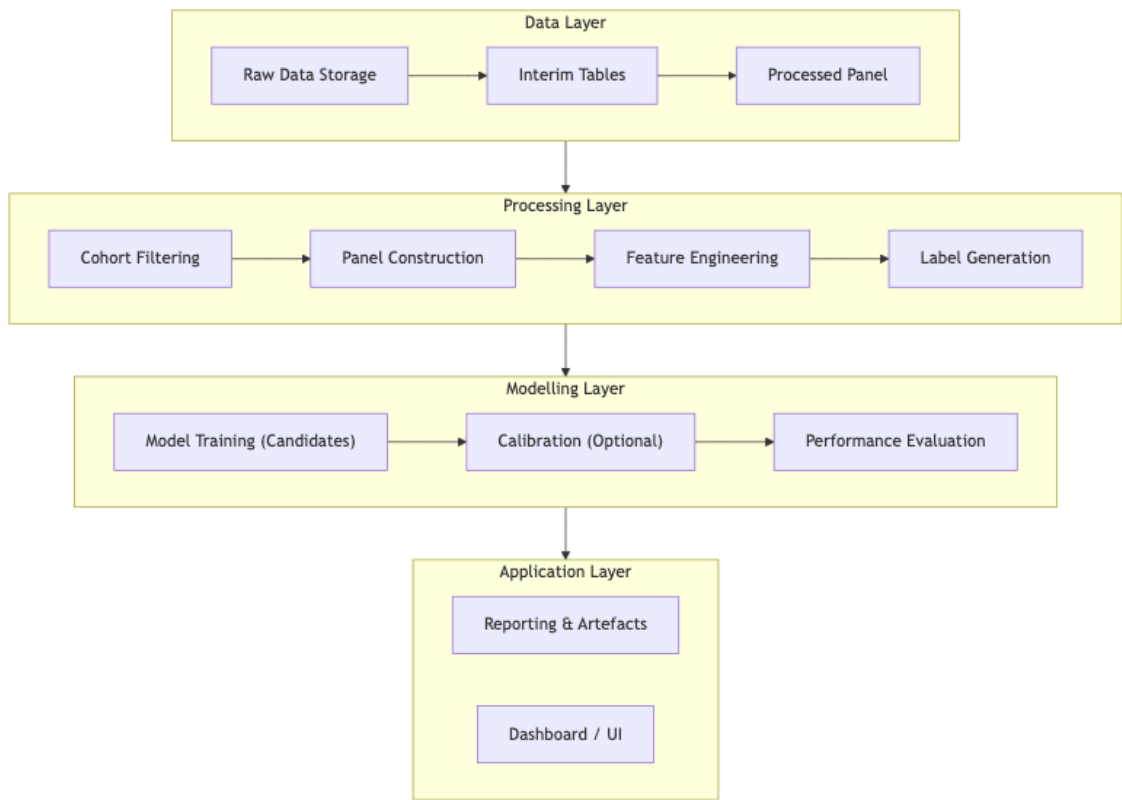 Data Layer
Raw Data Storage
Interim Tables
Processed Panel
Processing Layer
Cohort Filtering
Panel Construction
Feature Engineering
Label Generation
Modelling Layer
Model Training (Candidates)
Calibration (Optional)
Performance Evaluation
Application Layer
Reporting & Artefacts
Dashboard / UI